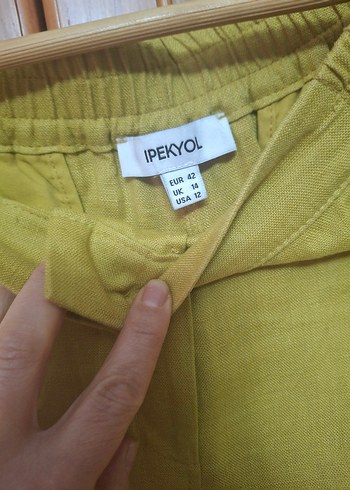 IPEKYOL
EUR 42
UK 14
USA 12